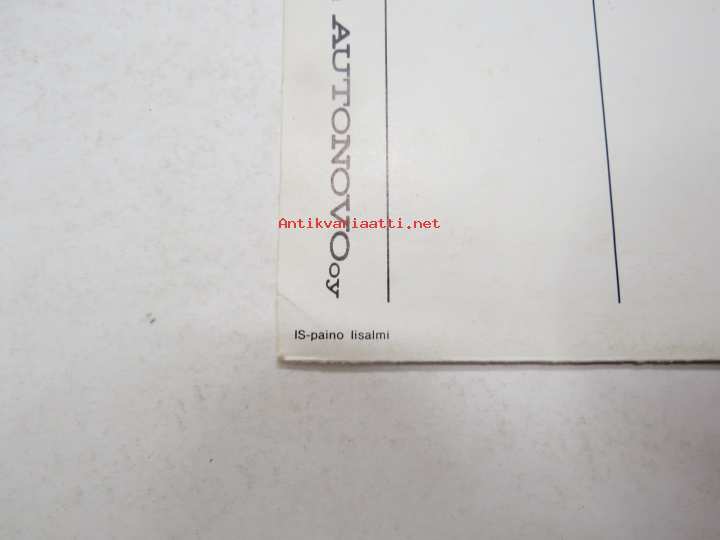 AUTONOVO oy
Antikvariaatti.net
IS-paino Iisalmi